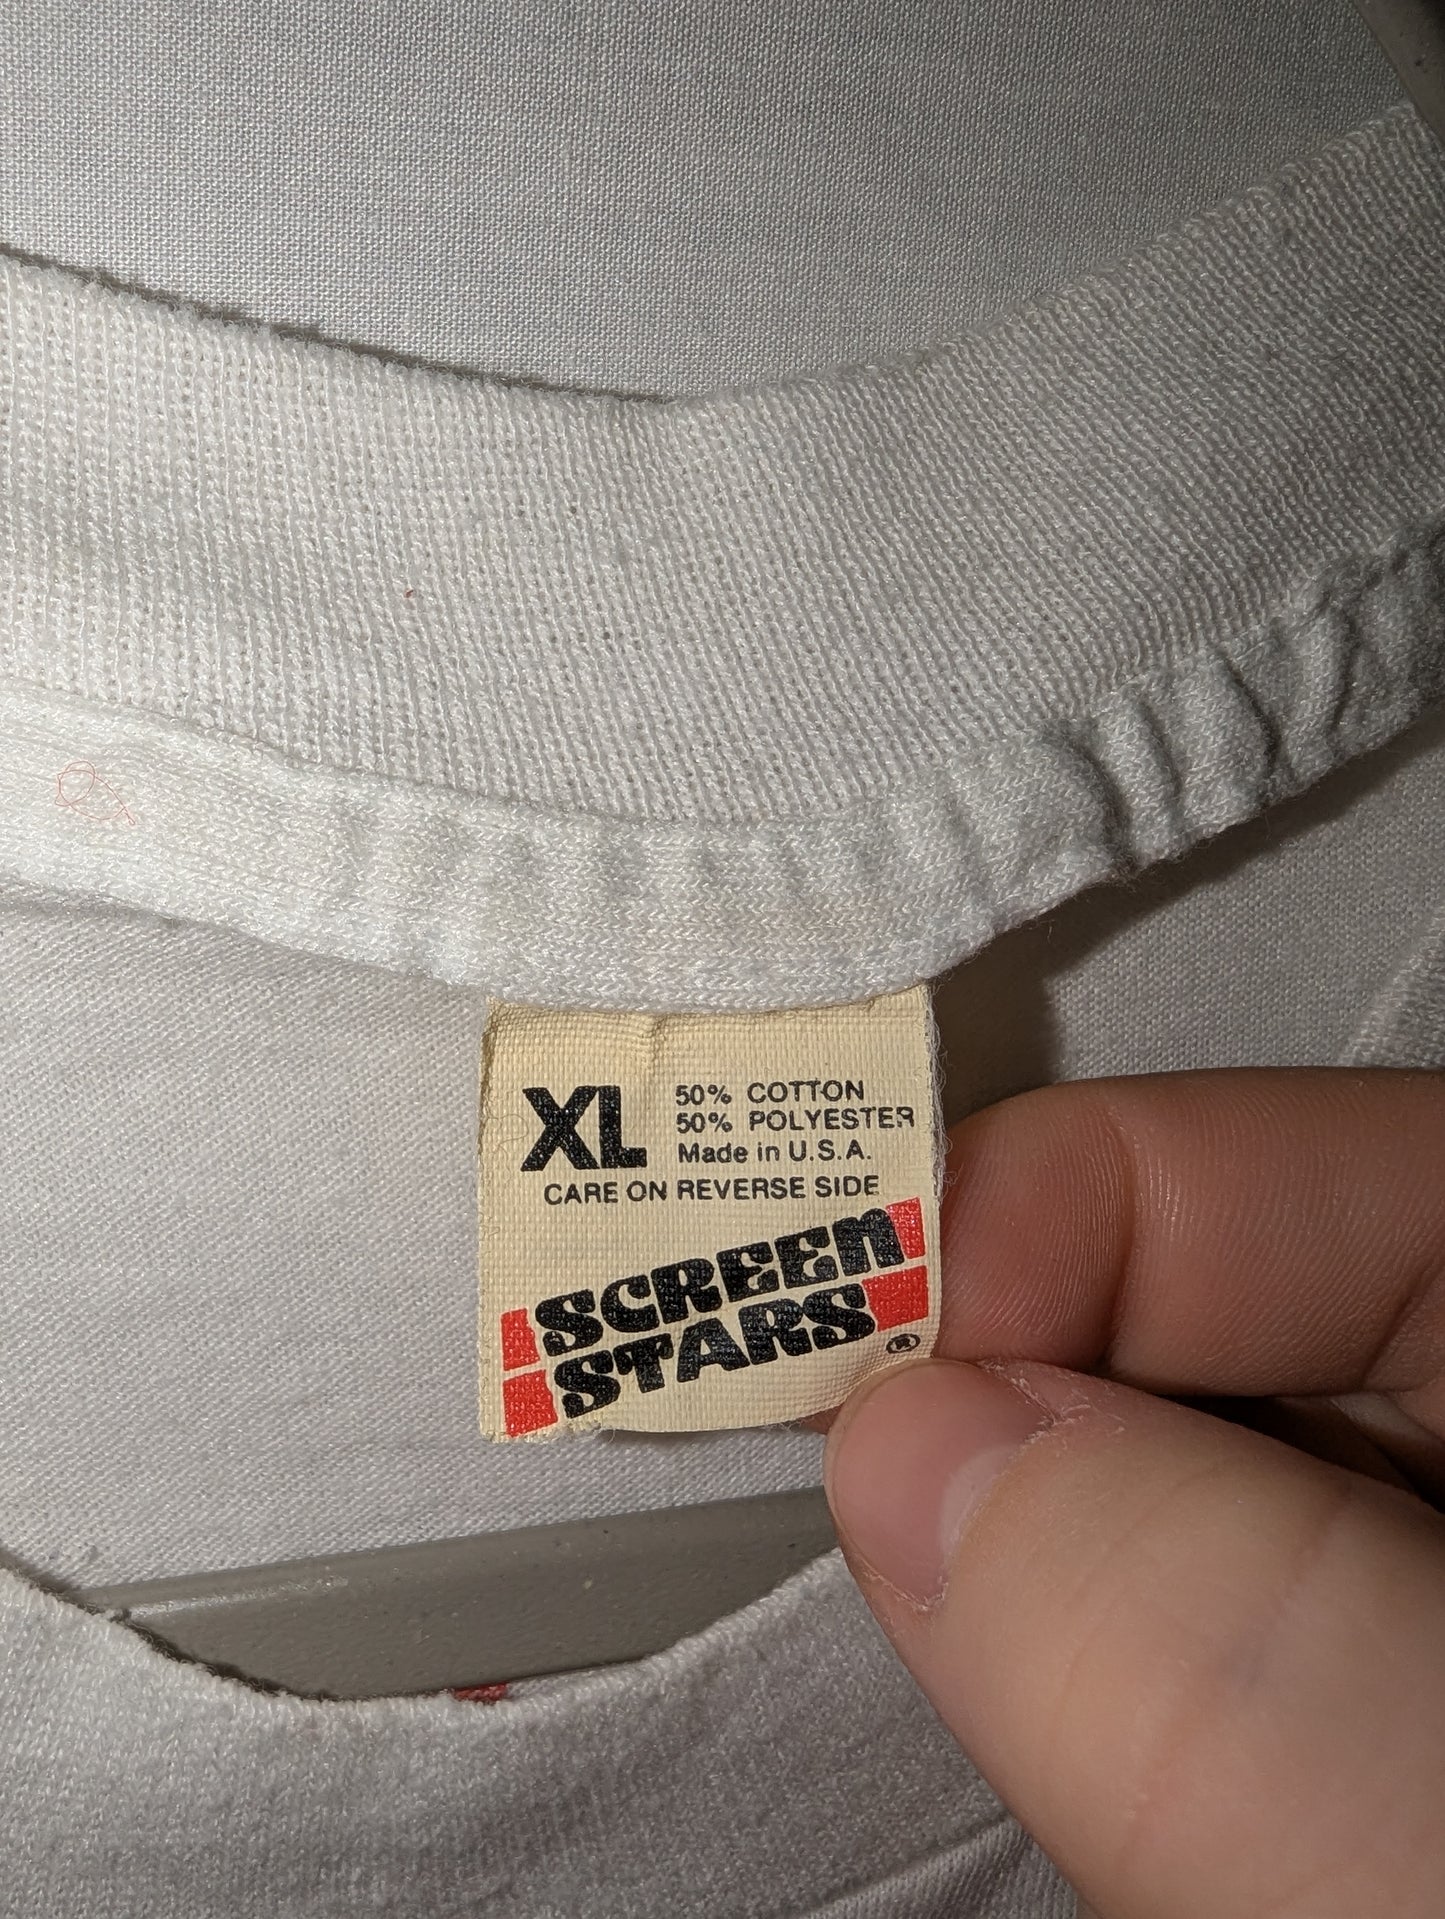 XL
50% COTTON
50% POLYESTER
Made in U.S.A.
CARE ON REVERSE SIDE
SCREEN
STARS
®